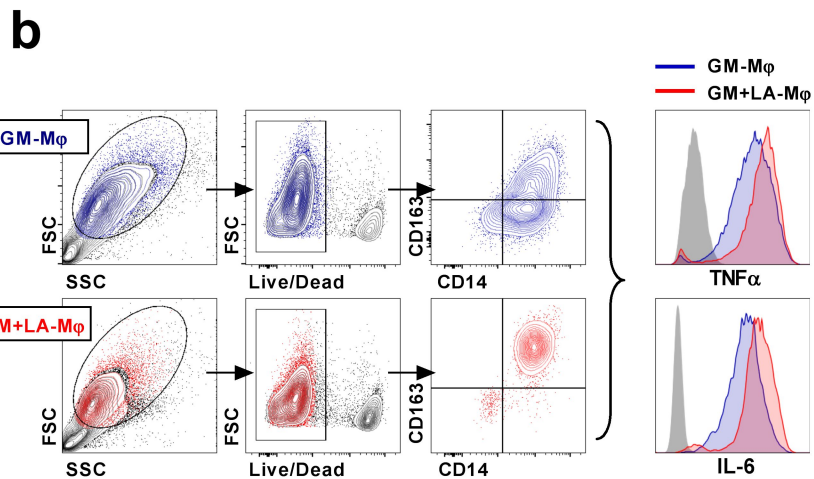 b
GM-Mφ
GM+LA-Mφ
GM-Mφ
FSC
SSC
FSC
Live/Dead
CD163
CD14
TNFα
M+LA-Mφ
FSC
SSC
FSC
Live/Dead
CD163
CD14
IL-6